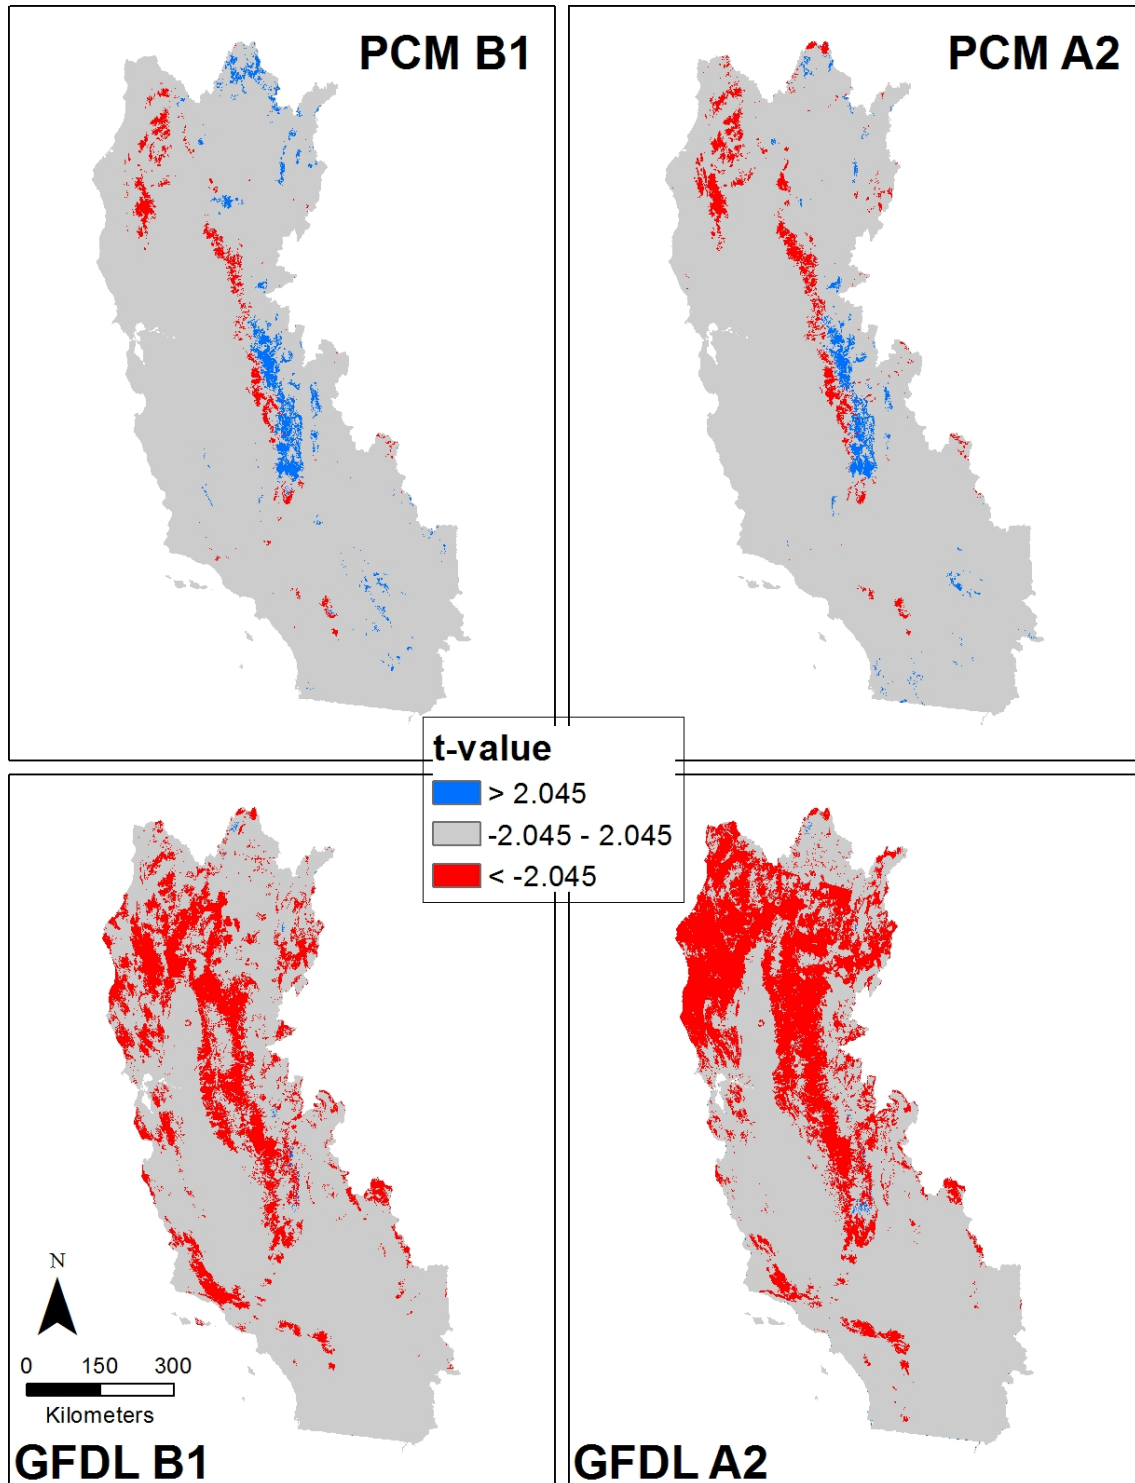 PCM B1
PCM A2
t-value
> 2.045
-2.045 - 2.045
< -2.045
N
0 150 300
Kilometers
GFDL B1
GFDL A2